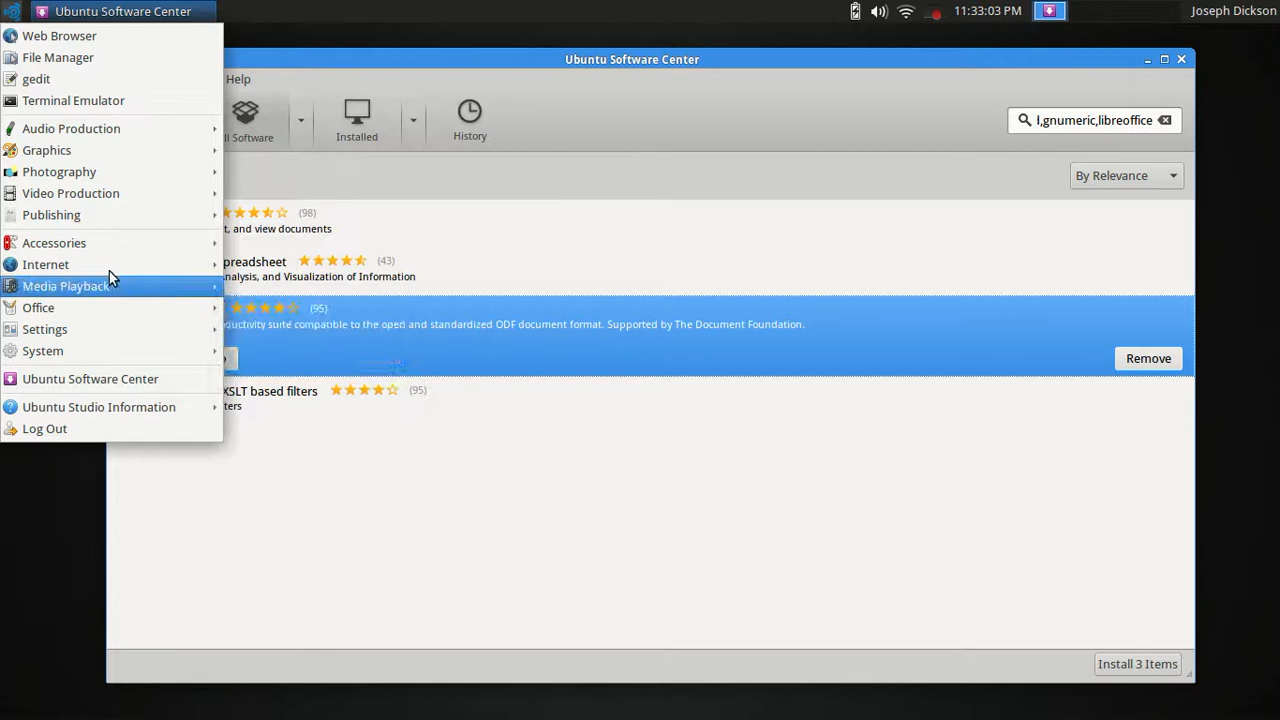 Ubuntu Software Center
11:33:03 PM
Joseph Dickson
Web Browser
File Manager
gedit
Terminal Emulator
Audio Production
Graphics
Photography
Video Production
Publishing
Accessories
Internet
Media Playback
Office
Settings
System
Ubuntu Software Center
Ubuntu Studio Information
Log Out
Ubuntu Software Center
Help
ll Software
Installed
History
l,gnumeric,libreoffice
By Relevance
(98)
t, and view documents
preadsheet (43)
Analysis, and Visualization of Information
(95)
ductivity suite compatible to the open and standardized ODF document format. Supported by The Document Foundation.
Remove
XSLT based filters (95)
ters
Install 3 Items